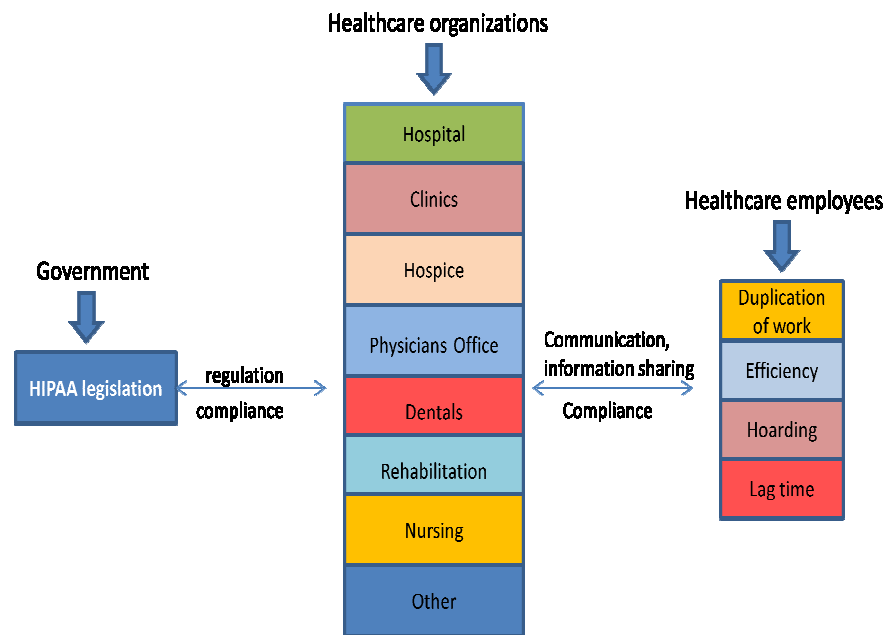 Healthcare organizations
Hospital
Clinics
Hospice
Physicians Office
Dentals
Rehabilitation
Nursing
Other
Government
HIPAA legislation
regulation
compliance
Communication,
information sharing
Compliance
Healthcare employees
Duplication
of work
Efficiency
Hoarding
Lag time